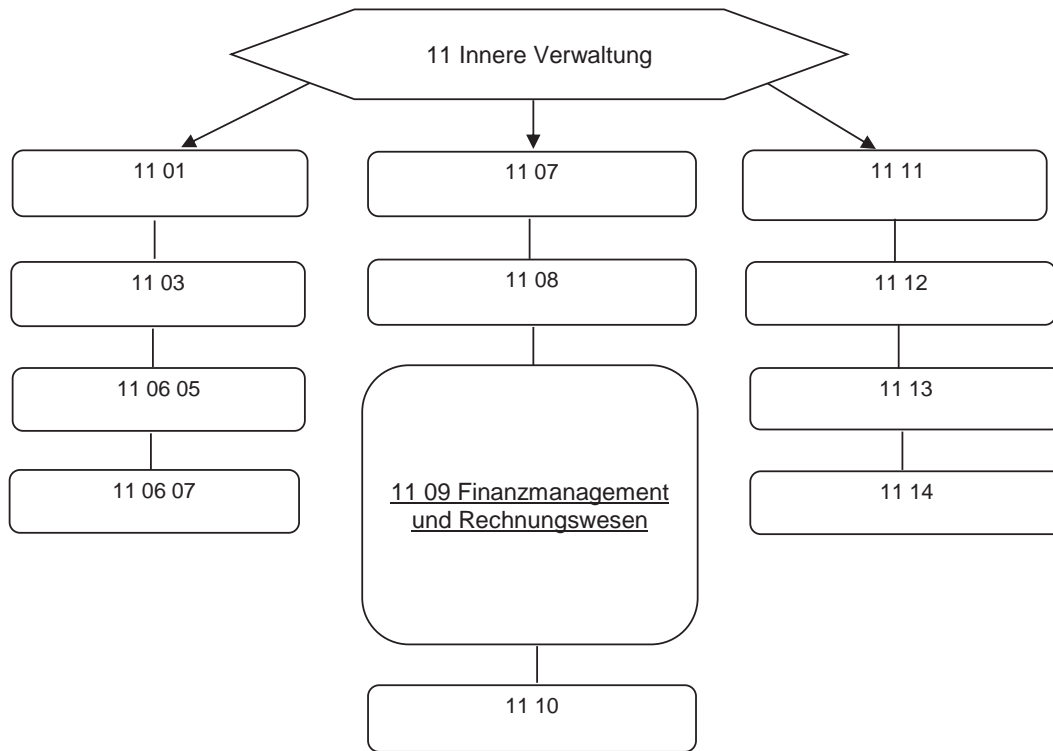 11 Innere Verwaltung
11 01
11 07
11 11
11 03
11 08
11 12
11 06 05
11 13
11 06 07
11 09 Finanzmanagement
und Rechnungswesen
11 14
11 10